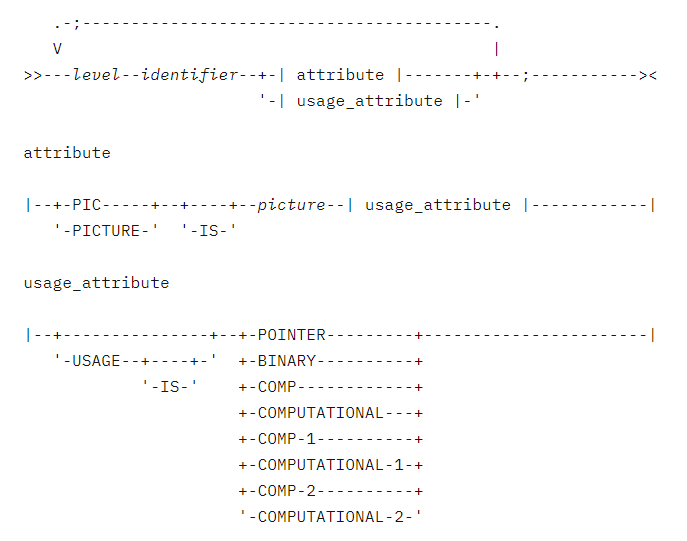 .-;-------------------------------------------.
   V                                             |
>>---level--identifier--+-| attribute |-------+-+--;-----------><
                        '-| usage_attribute |-'
attribute
|--+-PIC-----+--+----+--picture--| usage_attribute |------------|
   '-PICTURE-'  '-IS-'
usage_attribute
|--+---------------+--+-POINTER---------+-----------------------|
   '-USAGE--+----+-'  +-BINARY----------+
            '-IS-'    +-COMP------------+
                      +-COMPUTATIONAL---+
                      +-COMP-1----------+
                      +-COMPUTATIONAL-1-+
                      +-COMP-2----------+
                      '-COMPUTATIONAL-2-'